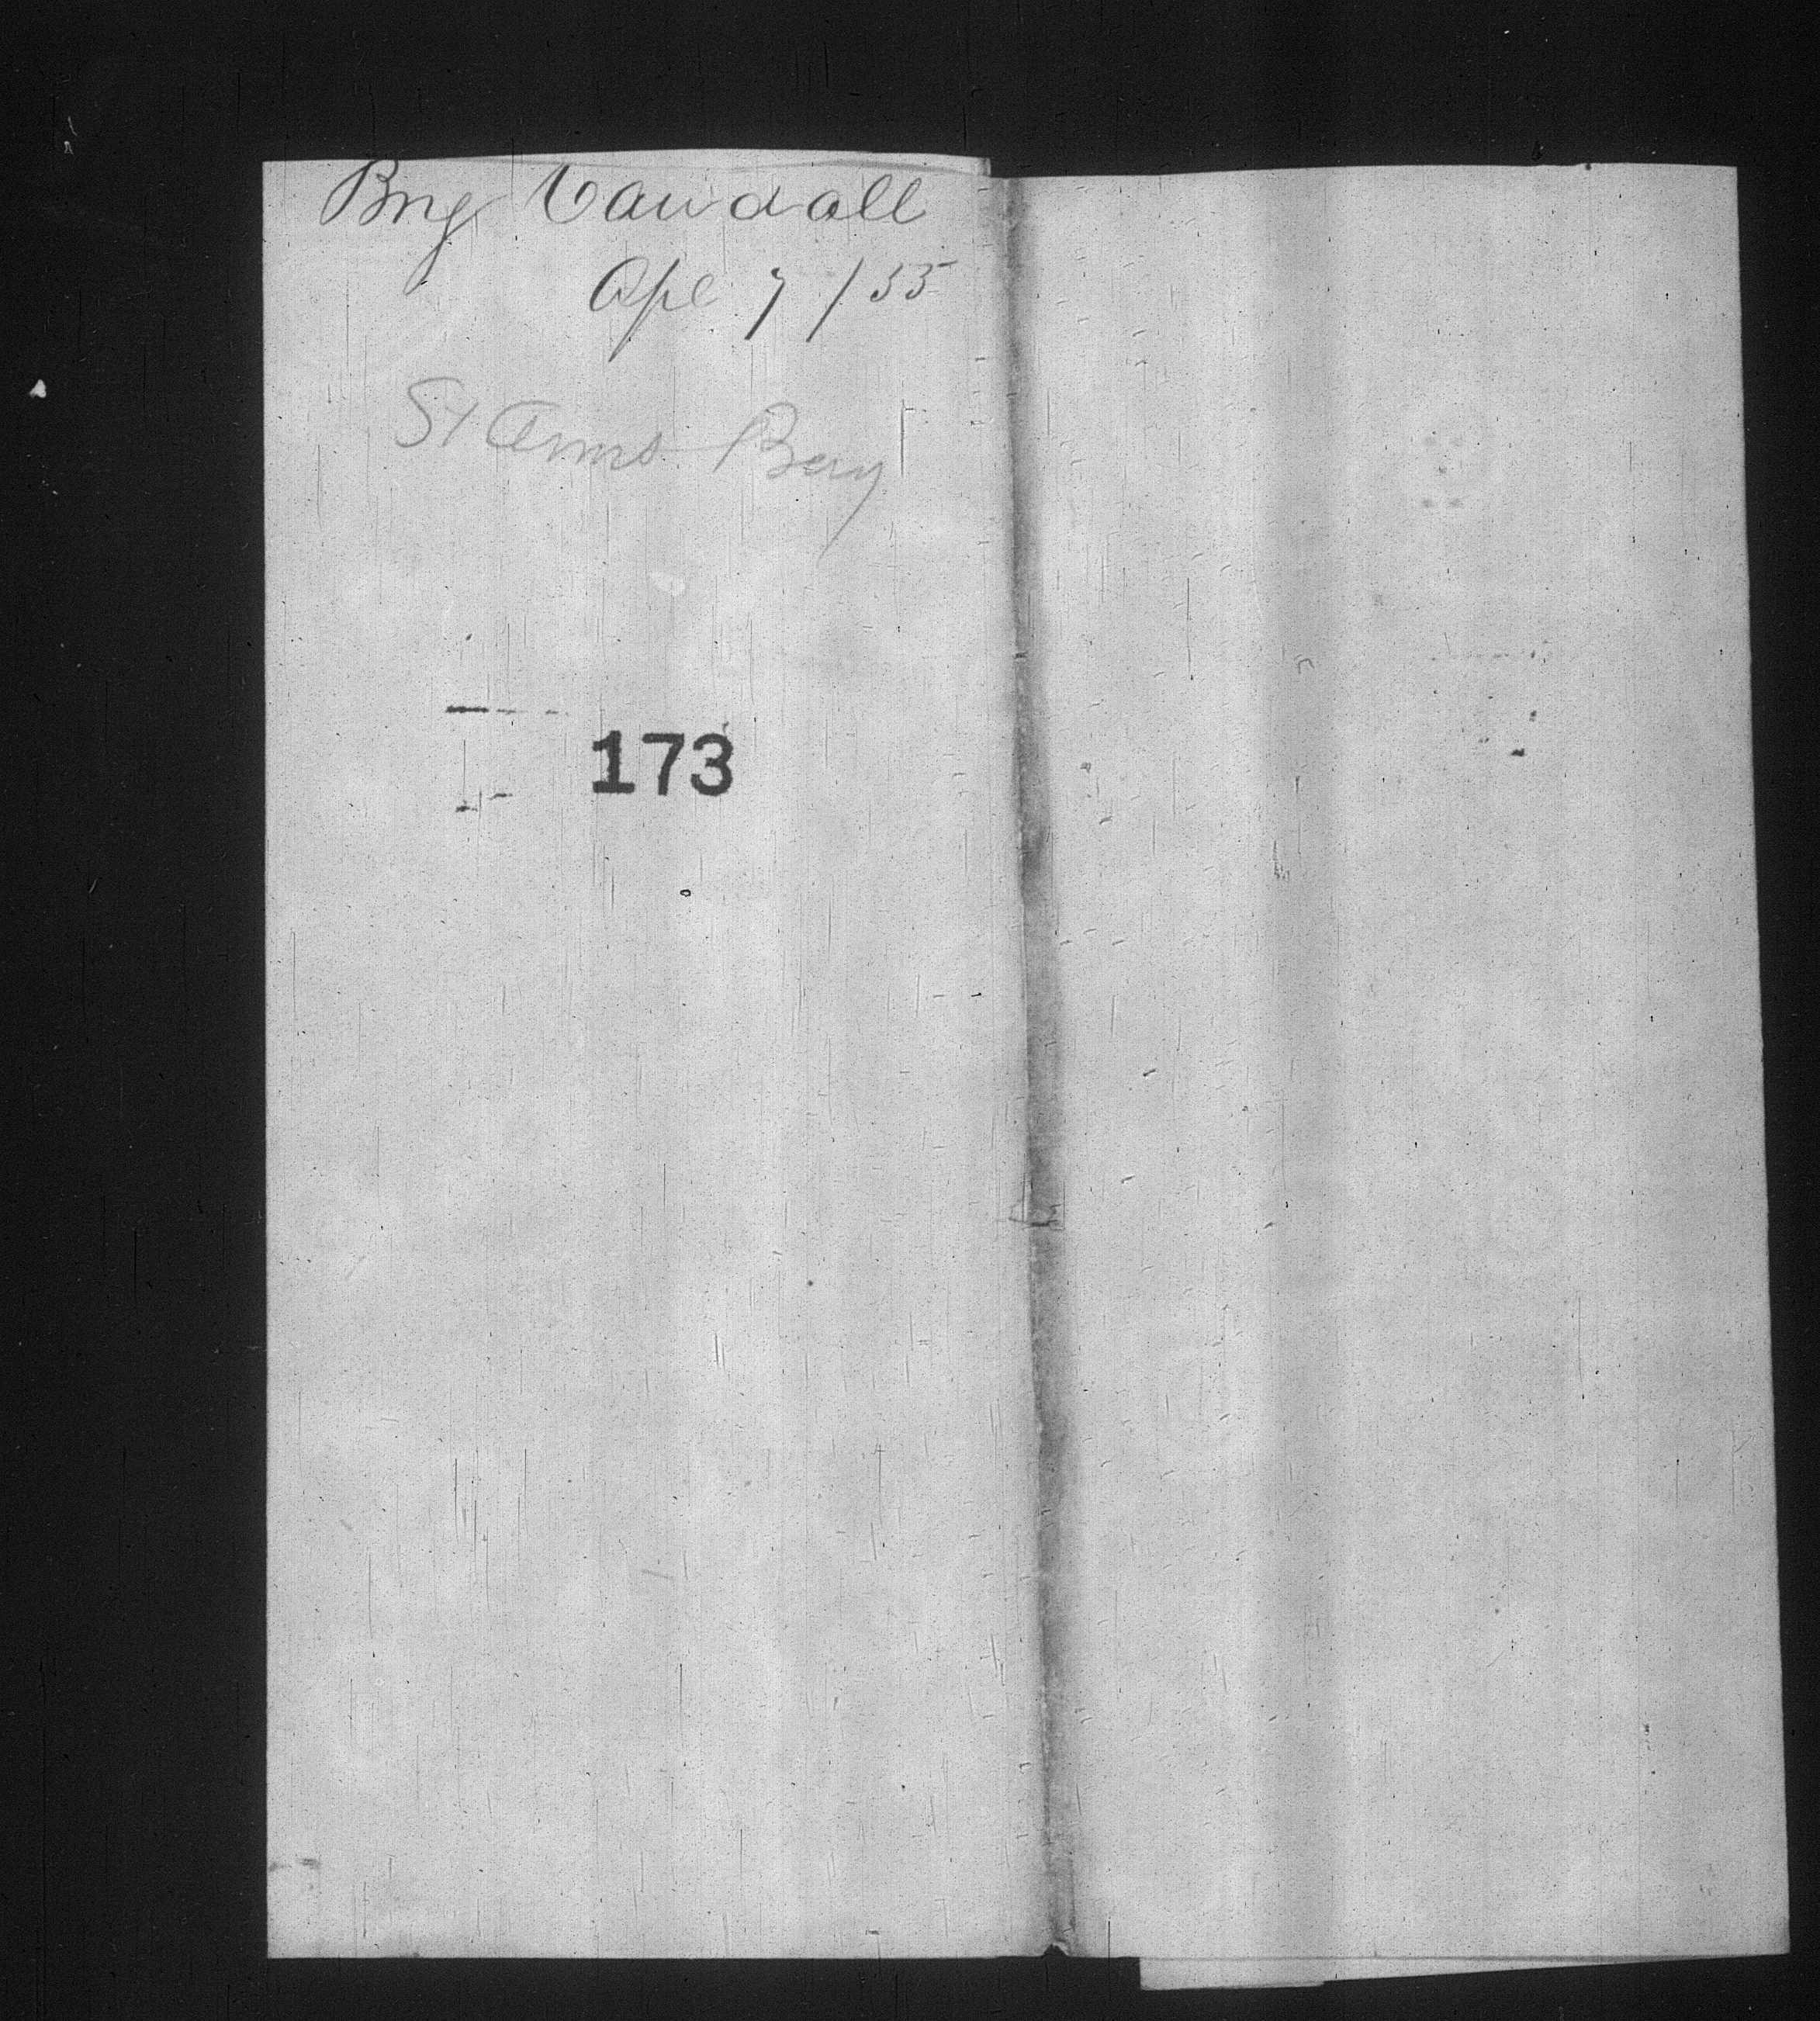 Brig Vandall
Apl 7 / 55
St Anns Bay
173